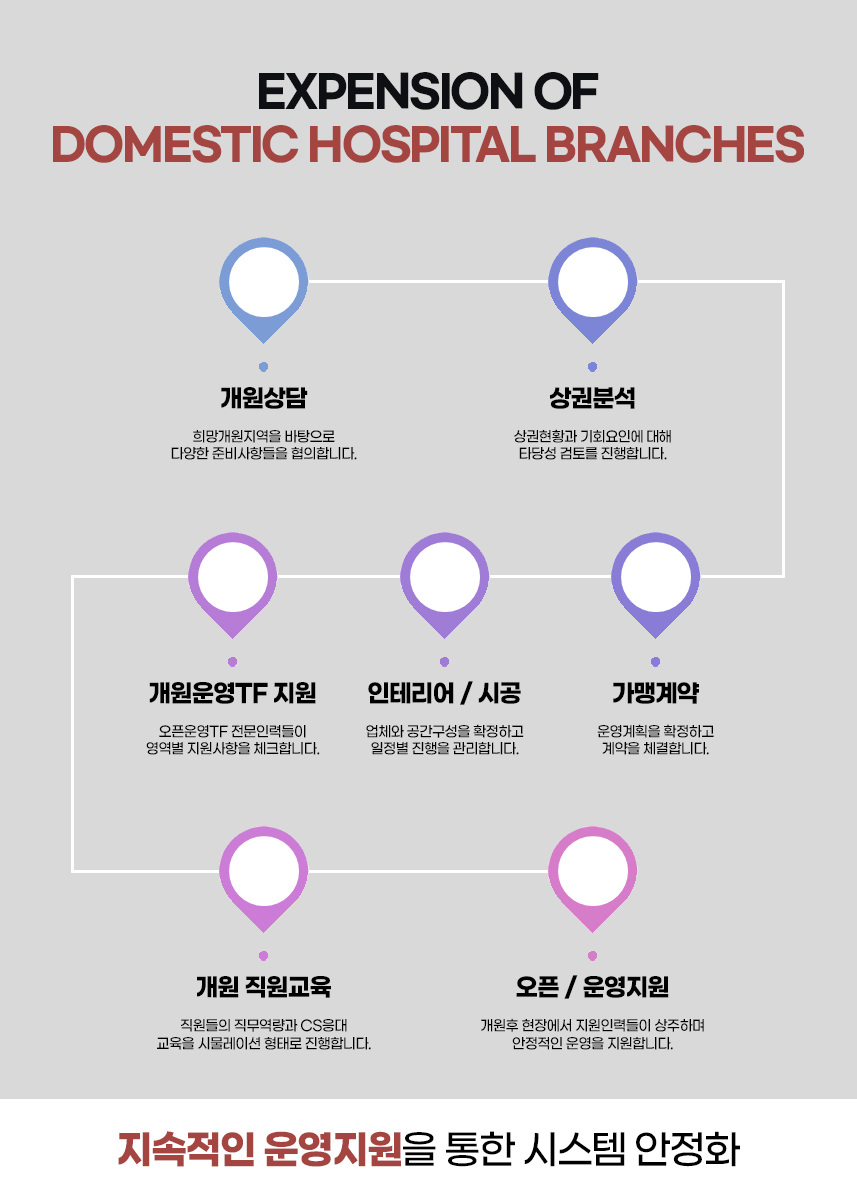 EXPENSION OF
DOMESTIC HOSPITAL BRANCHES
개원상담
희망개원지역을 바탕으로
다양한 준비사항들을 협의합니다.
상권분석
상권현황과 기회요인에 대해
타당성 검토를 진행합니다.
가맹계약
운영계획을 확정하고
계약을 체결합니다.
인테리어 / 시공
업체와 공간구성을 확정하고
일정별 진행을 관리합니다.
개원운영TF 지원
오픈운영TF 전문인력들이
영역별 지원사항을 체크합니다.
개원 직원교육
직원들의 직무역량과 CS응대
교육을 시물레이션 형태로 진행합니다.
오픈 / 운영지원
개원후 현장에서 지원인력들이 상주하며
안정적인 운영을 지원합니다.
지속적인 운영지원을 통한 시스템 안정화